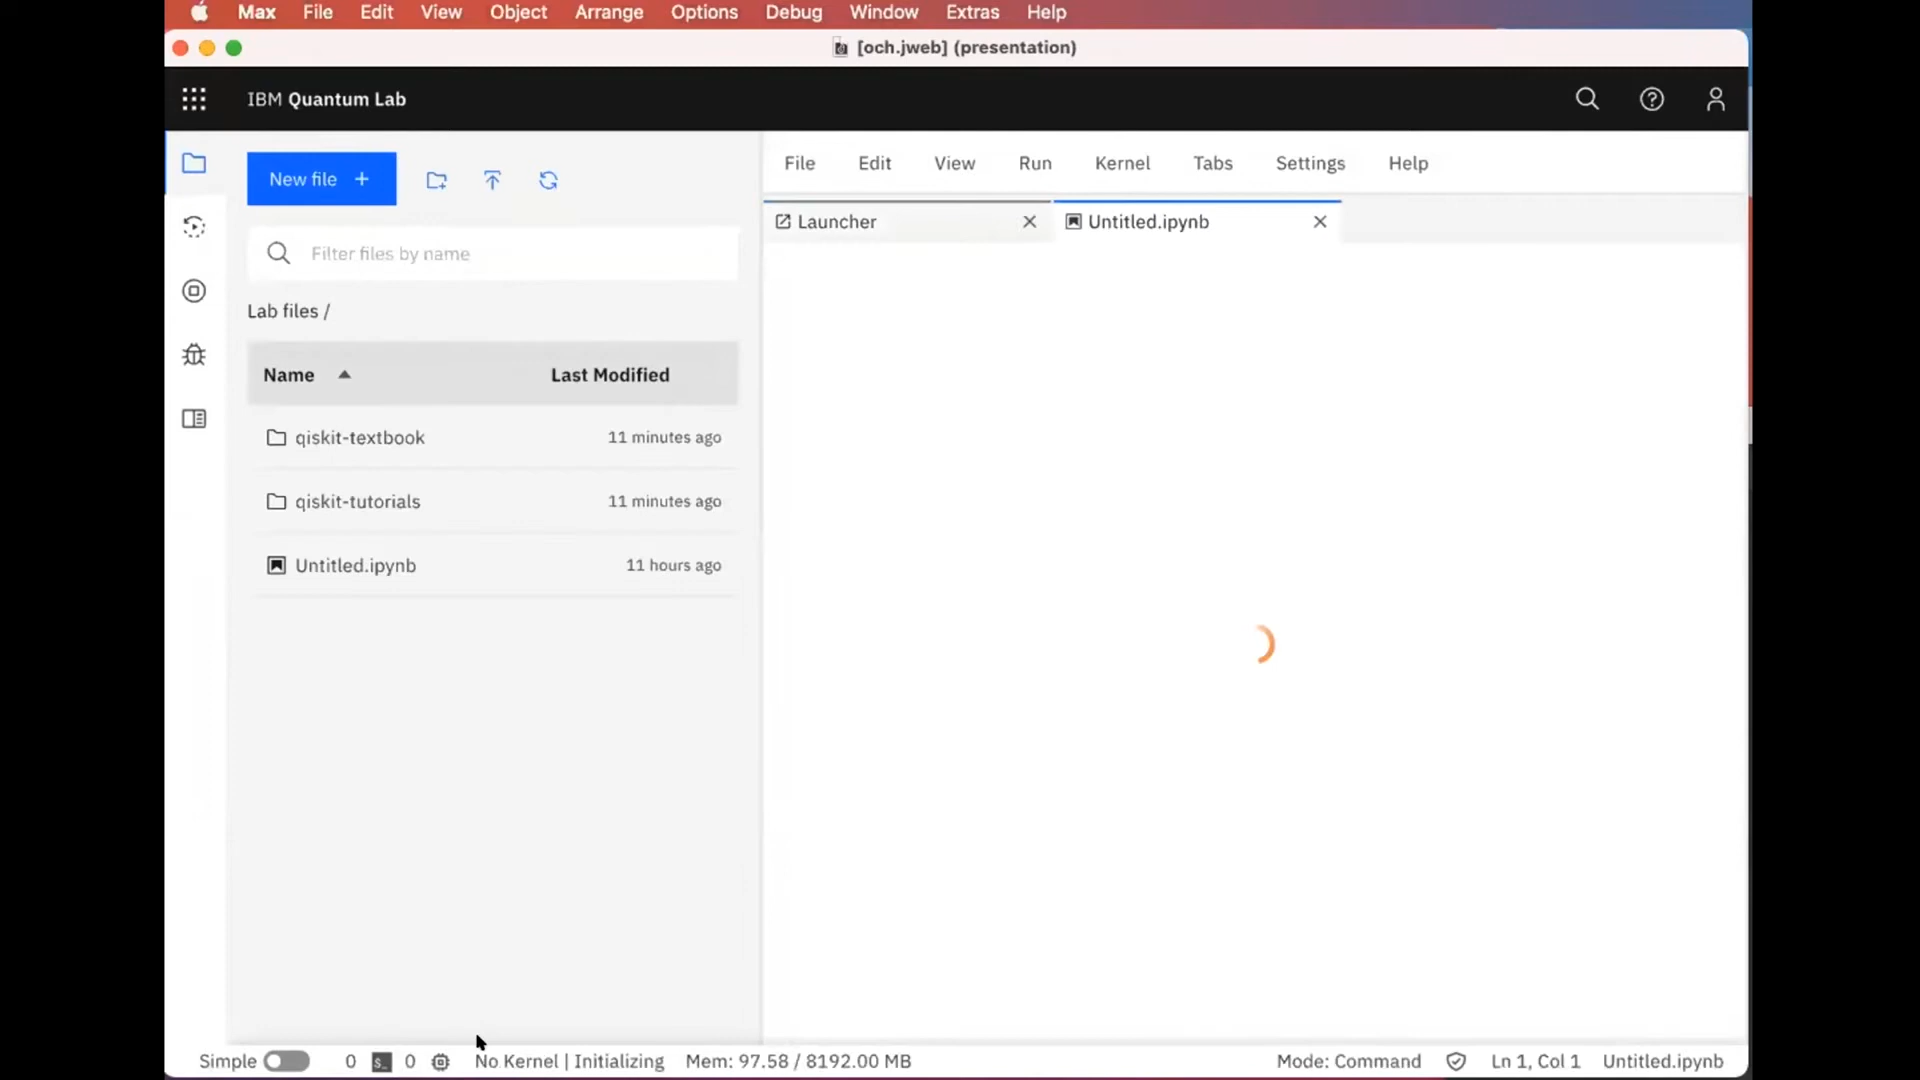 Max File Edit View Object Arrange Options Debug Window Extras Help
[och.jweb] (presentation)
IBM Quantum Lab
New file +
Filter files by name
Lab files /
Name Last Modified
qiskit-textbook 11 minutes ago
qiskit-tutorials 11 minutes ago
Untitled.ipynb 11 hours ago
File Edit View Run Kernel Tabs Settings Help
Launcher Untitled.ipynb
Simple 0 0 No Kernel | Initializing Mem: 97.58 / 8192.00 MB Mode: Command Ln 1, Col 1 Untitled.ipynb